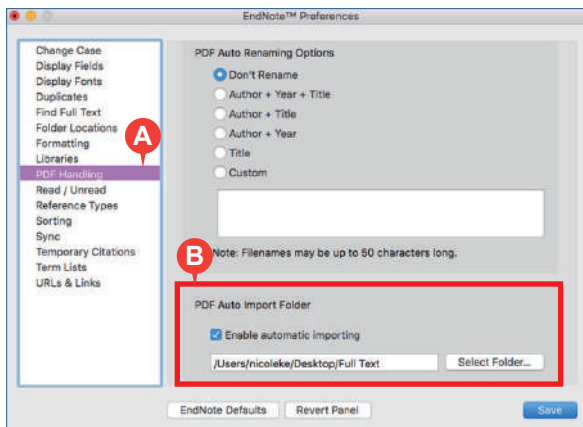 EndNote™ Preferences
Change Case
Display Fields
Display Fonts
Duplicates
Find Full Text
Folder Locations
Formatting
Libraries
PDF Handling
Read / Unread
Reference Types
Sorting
Sync
Temporary Citations
Term Lists
URLs & Links
A
PDF Auto Renaming Options
Don't Rename
Author + Year + Title
Author + Title
Author + Year
Title
Custom
Note: Filenames may be up to 50 characters long.
B
PDF Auto Import Folder
Enable automatic importing
/Users/nicoleke/Desktop/Full Text
Select Folder...
EndNote Defaults
Revert Panel
Save